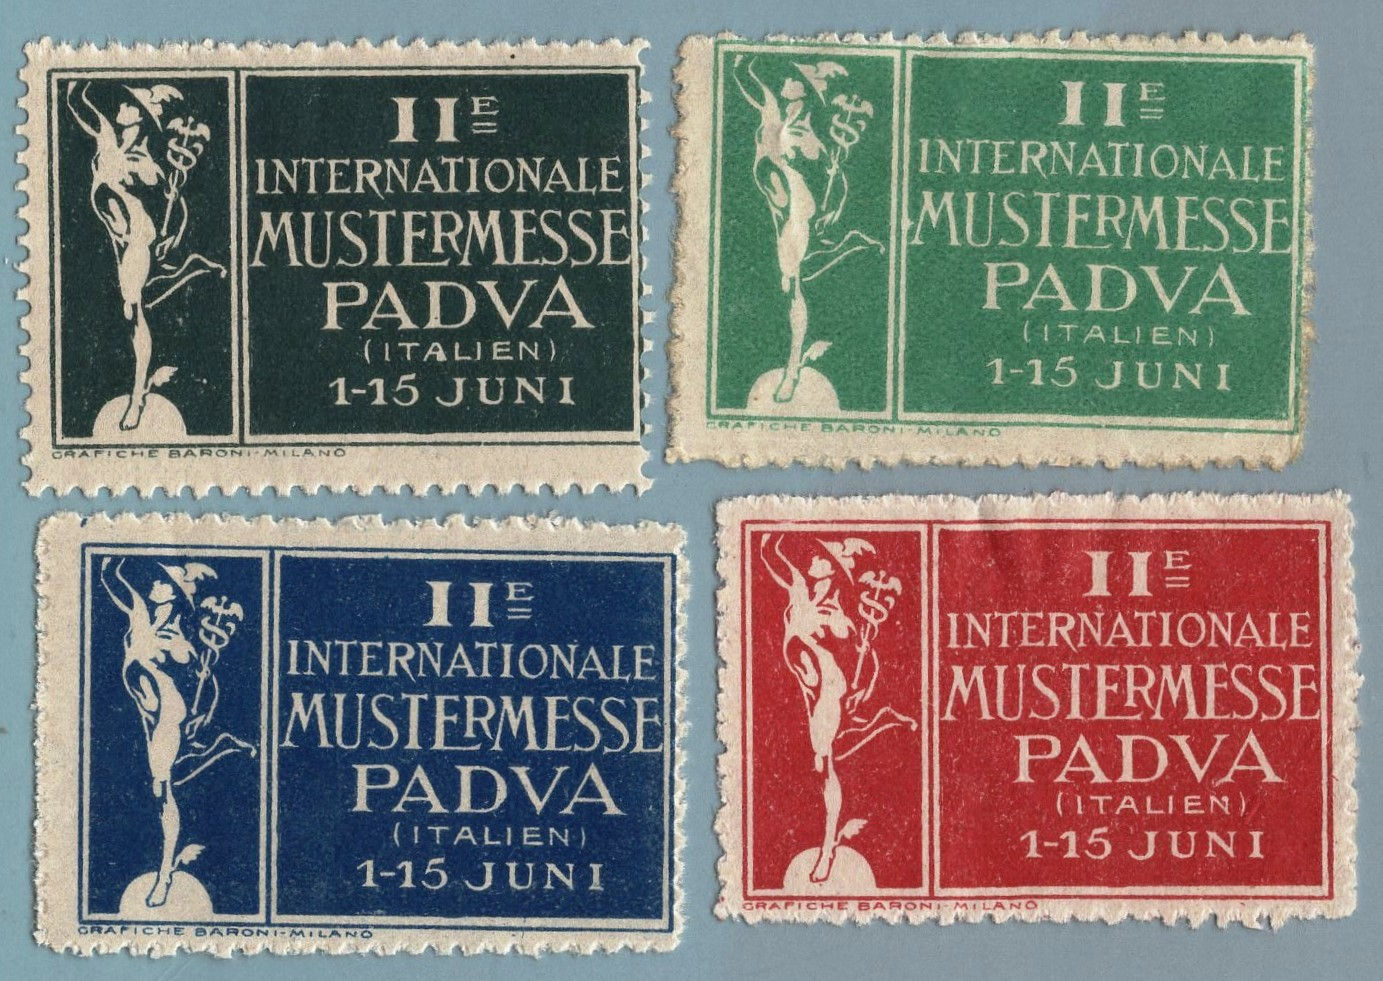 IIE
INTERNATIONALE
MUSTERMESSE
PADVA
(ITALIEN)
1-15 JUNI
GRAFICHE BARONI-MILANO
IIE
INTERNATIONALE
MUSTERMESSE
PADVA
(ITALIEN)
1-15 JUNI
GRAFICHE BARONI-MILANO
IIE
INTERNATIONALE
MUSTERMESSE
PADVA
(ITALIEN)
1-15 JUNI
GRAFICHE BARONI-MILANO
IIE
INTERNATIONALE
MUSTERMESSE
PADVA
(ITALIEN)
1-15 JUNI
GRAFICHE BARONI-MILANO